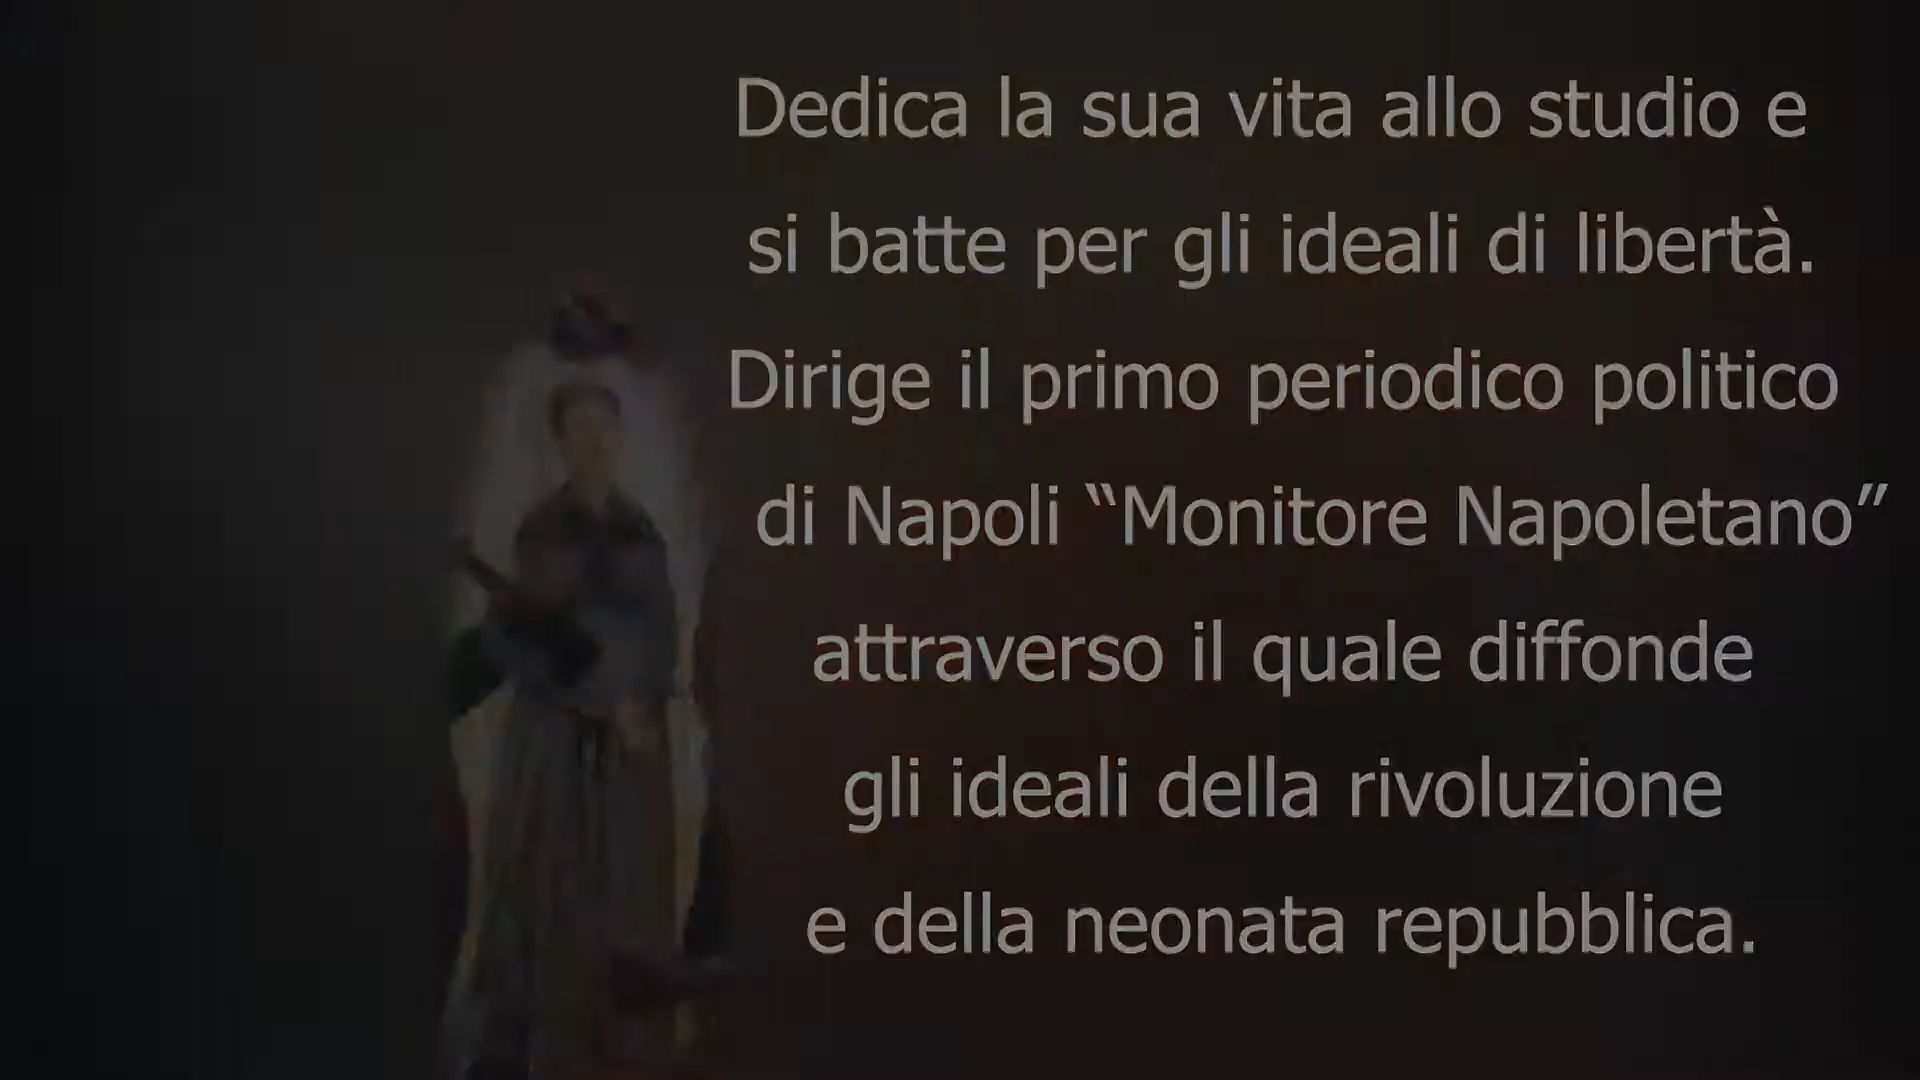 Dedica la sua vita allo studio e
si batte per gli ideali di libertà.
Dirige il primo periodico politico
di Napoli “Monitore Napoletano”
attraverso il quale diffonde
gli ideali della rivoluzione
e della neonata repubblica.